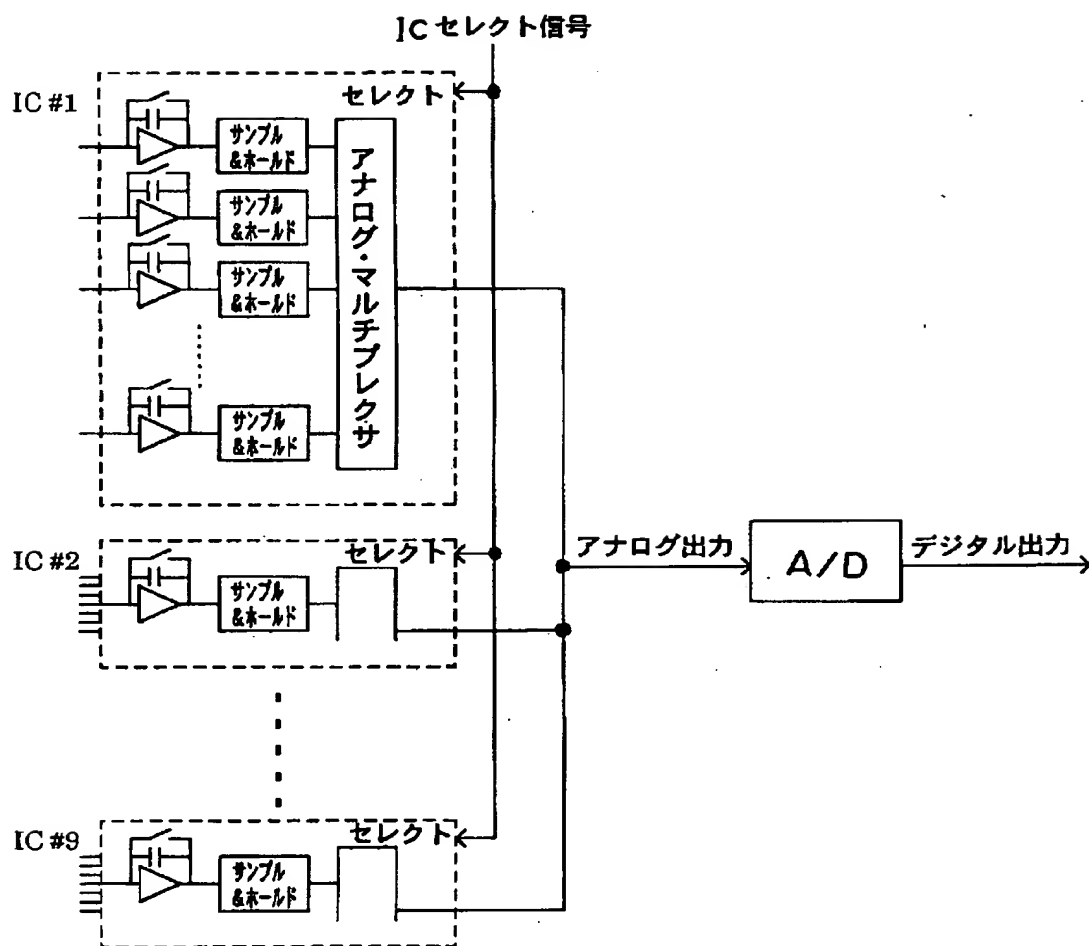 ICセレクト信号
IC #1
セレクト
サンプル
&ホールド
サンプル
&ホールド
サンプル
&ホールド
サンプル
&ホールド
アナログ・マルチプレクサ
IC #2
セレクト
サンプル
&ホールド
アナログ出力
A/D
デジタル出力
IC #9
セレクト
サンプル
&ホールド